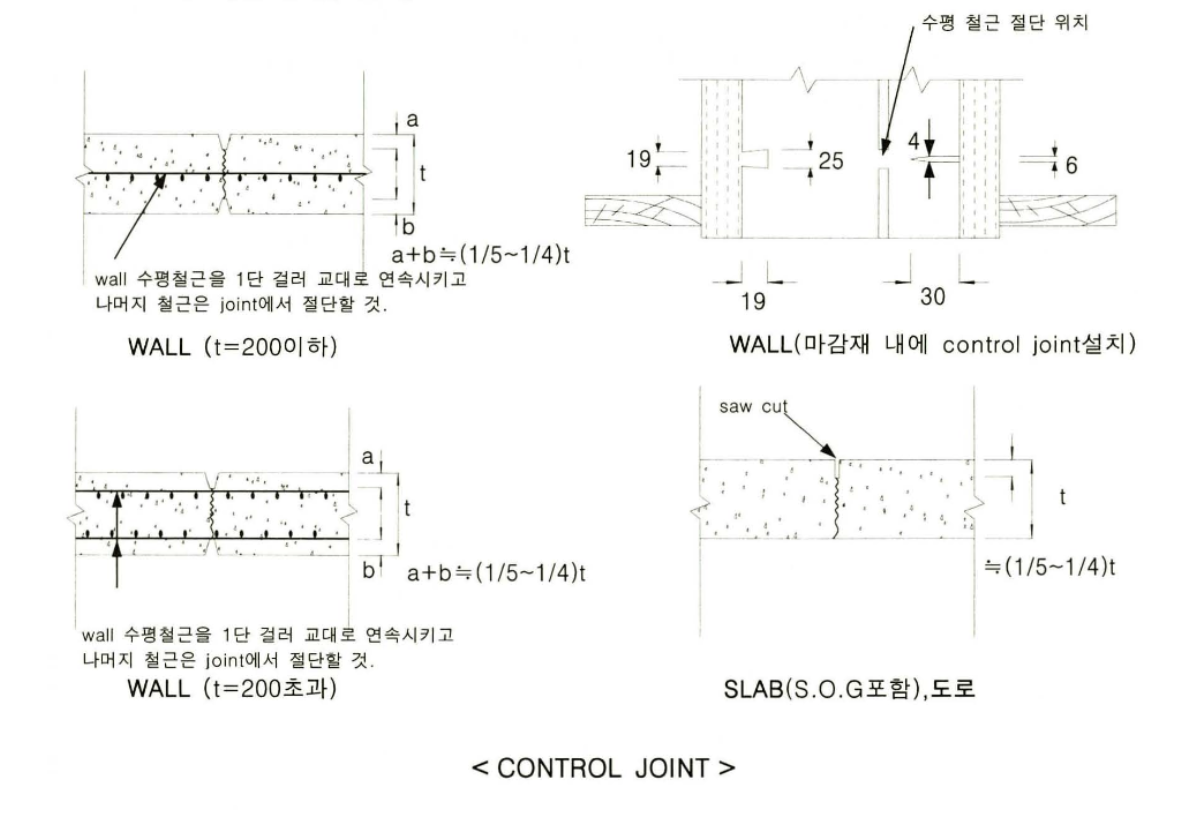 수평 철근 절단 위치
a
t
b
a+b≒(1/5~1/4)t
wall 수평철근을 1단 걸러 교대로 연속시키고
나머지 철근은 joint에서 절단할 것.
WALL (t=200이하)
19
25
4
6
19
30
WALL(마감재 내에 control joint설치)
a
t
b
a+b≒(1/5~1/4)t
wall 수평철근을 1단 걸러 교대로 연속시키고
나머지 철근은 joint에서 절단할 것.
WALL (t=200초과)
saw cut
t
≒(1/5~1/4)t
SLAB(S.O.G포함),도로
< CONTROL JOINT >